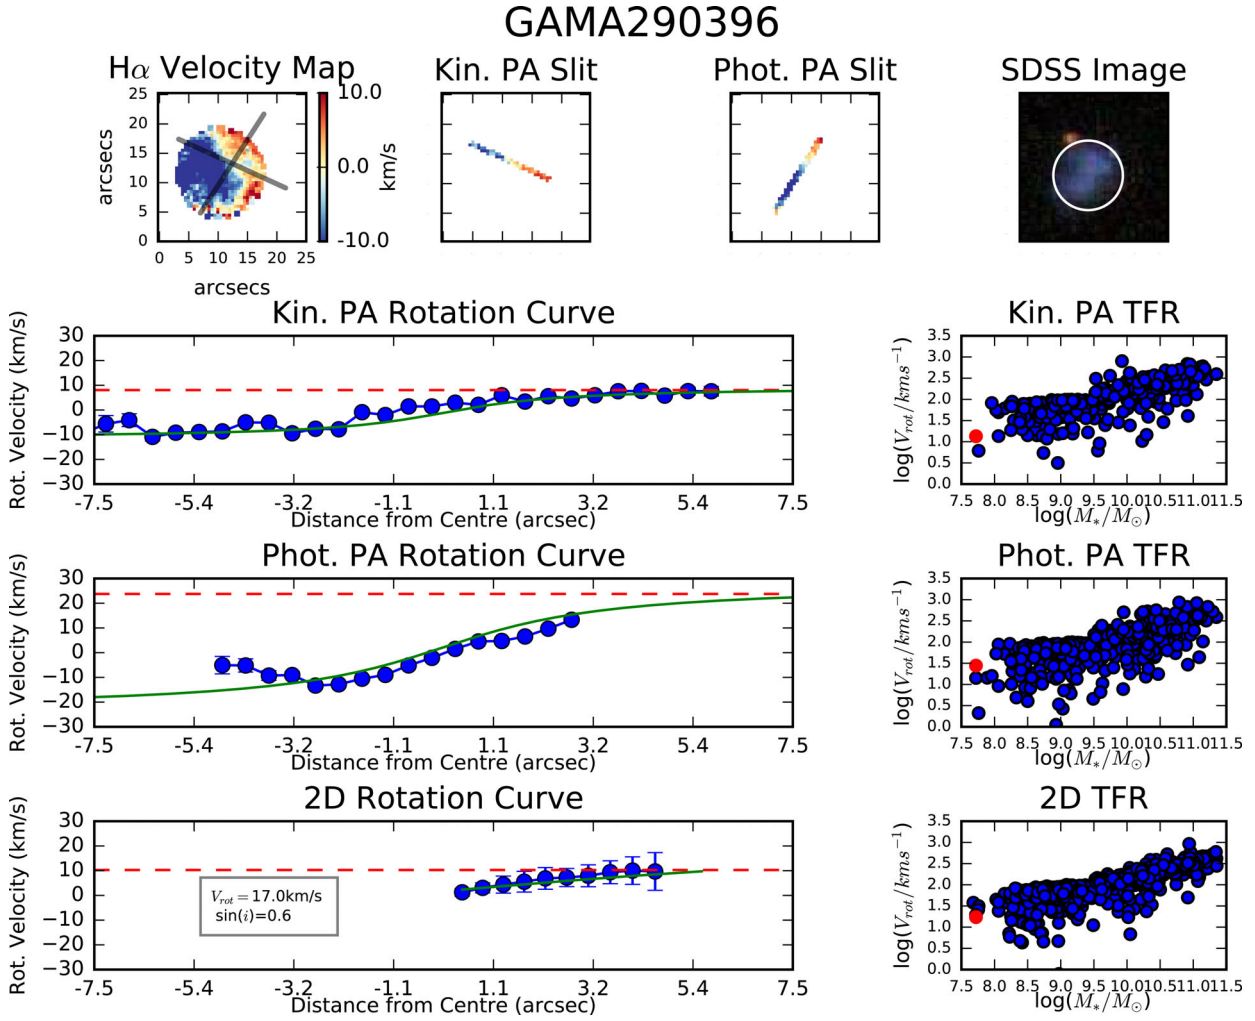 GAMA290396
Hα Velocity Map
Kin. PA Slit
Phot. PA Slit
SDSS Image
25
20
15
10
5
0
arcsecs
0 5 10 15 20 25
arcsecs
10.0
0.0
-10.0
km/s
Kin. PA Rotation Curve
Rot. Velocity (km/s)
30
20
10
0
−10
−20
−30
-7.5 -5.4 -3.2 -1.1 1.1 3.2 5.4 7.5
Distance from Centre (arcsec)
Kin. PA TFR
log(V_rot/kms⁻¹)
3.5
3.0
2.5
2.0
1.5
1.0
0.5
0.0
7.5 8.0 8.5 9.0 9.5 10.0 10.5 11.0 11.5
log(M_*/M_⊙)
Phot. PA Rotation Curve
Rot. Velocity (km/s)
30
20
10
0
−10
−20
−30
-7.5 -5.4 -3.2 -1.1 1.1 3.2 5.4 7.5
Distance from Centre (arcsec)
Phot. PA TFR
log(V_rot/kms⁻¹)
3.5
3.0
2.5
2.0
1.5
1.0
0.5
0.0
7.5 8.0 8.5 9.0 9.5 10.0 10.5 11.0 11.5
log(M_*/M_⊙)
2D Rotation Curve
Rot. Velocity (km/s)
30
20
10
0
−10
−20
−30
V_rot = 17.0km/s
sin(i)=0.6
-7.5 -5.4 -3.2 -1.1 1.1 3.2 5.4 7.5
Distance from Centre (arcsec)
2D TFR
log(V_rot/kms⁻¹)
3.5
3.0
2.5
2.0
1.5
1.0
0.5
0.0
7.5 8.0 8.5 9.0 9.5 10.0 10.5 11.0 11.5
log(M_*/M_⊙)